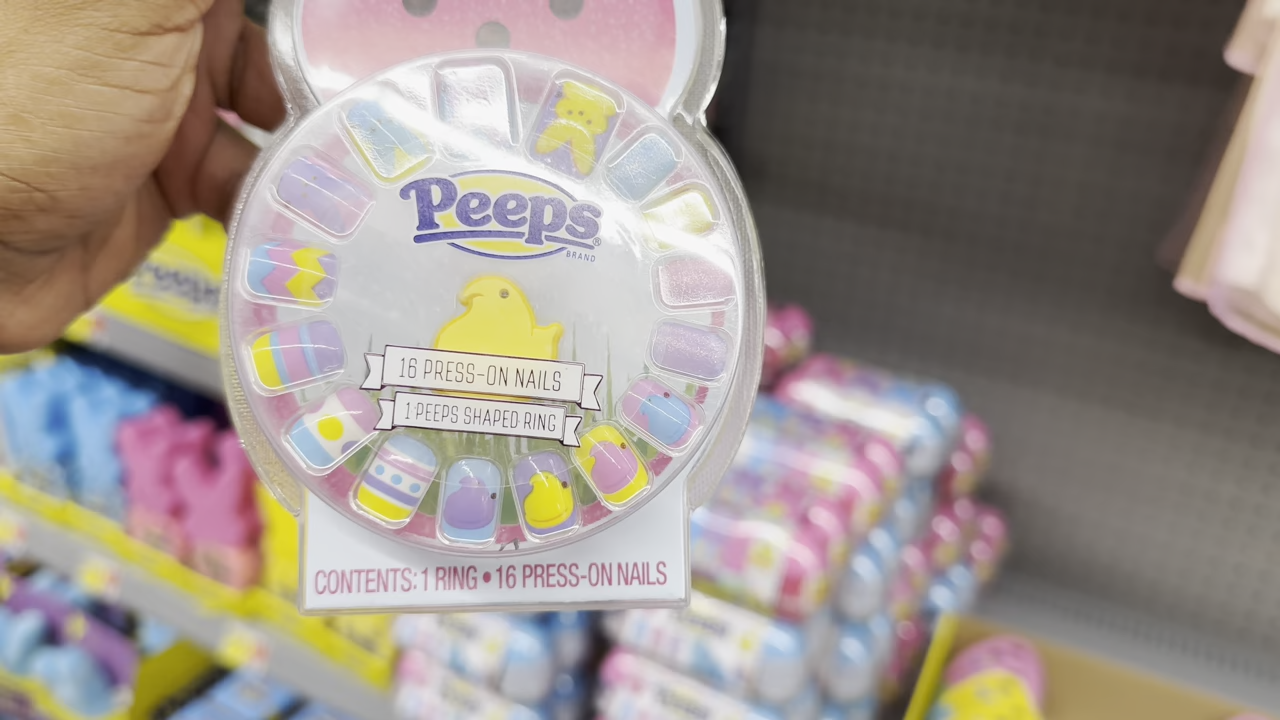 Peeps®
BRAND
16 PRESS-ON NAILS
1 PEEPS SHAPED RING
CONTENTS: 1 RING • 16 PRESS-ON NAILS